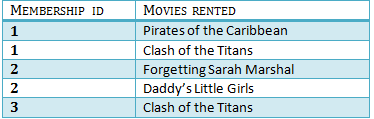 Membership id Movies rented
1 Pirates of the Caribbean
1 Clash of the Titans
2 Forgetting Sarah Marshal
2 Daddy's Little Girls
3 Clash of the Titans